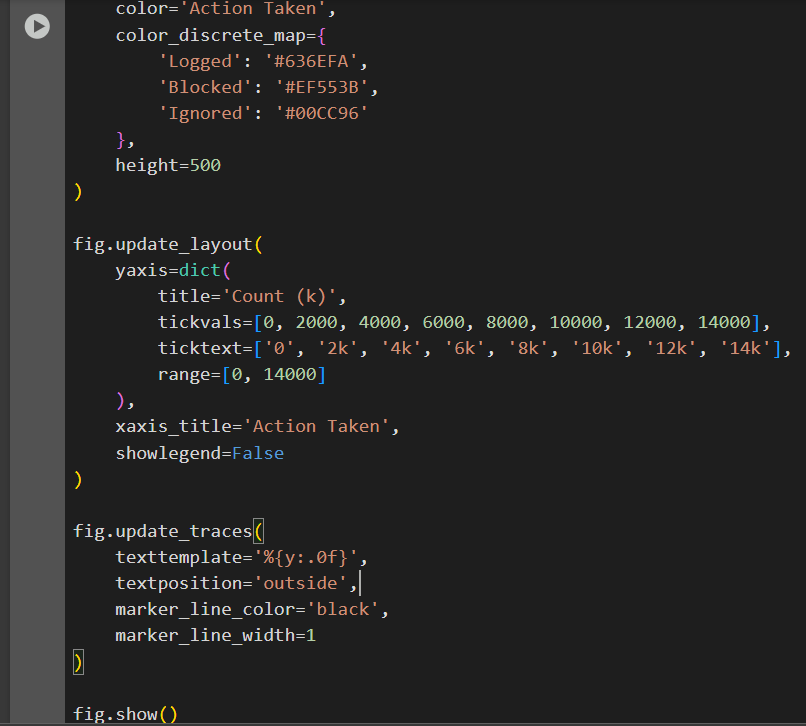 color='Action Taken',
color_discrete_map={
'Logged': '#636EFA',
'Blocked': '#EF553B',
'Ignored': '#00CC96'
},
height=500
)
fig.update_layout(
yaxis=dict(
title='Count (k)',
tickvals=[0, 2000, 4000, 6000, 8000, 10000, 12000, 14000],
ticktext=['0', '2k', '4k', '6k', '8k', '10k', '12k', '14k'],
range=[0, 14000]
),
xaxis_title='Action Taken',
showlegend=False
)
fig.update_traces(
texttemplate='%{y:.0f}',
textposition='outside',
marker_line_color='black',
marker_line_width=1
)
fig.show()